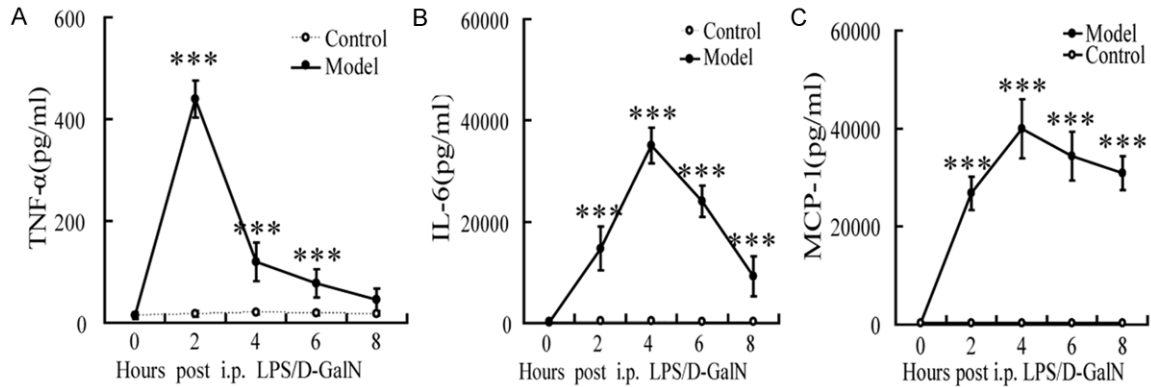 A
TNF-α(pg/ml)
600
400
200
0
Control
Model
***
***
***
0 2 4 6 8
Hours post i.p. LPS/D-GalN
B
IL-6(pg/ml)
60000
40000
20000
0
Control
Model
***
***
***
***
0 2 4 6 8
Hours post i.p. LPS/D-GalN
C
MCP-1(pg/ml)
60000
40000
20000
0
Model
Control
***
***
***
***
0 2 4 6 8
Hours post i.p. LPS/D-GalN